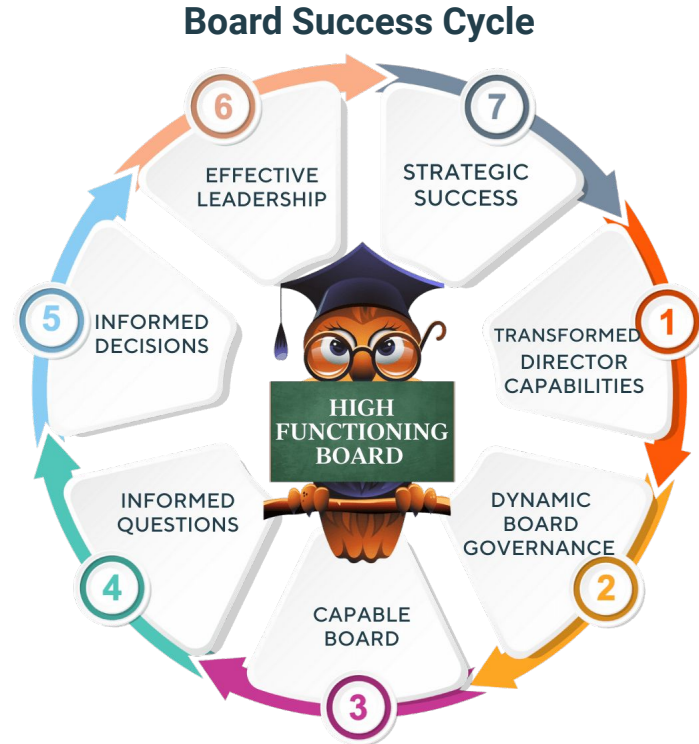 Board Success Cycle
1
TRANSFORMED
DIRECTOR
CAPABILITIES
2
DYNAMIC
BOARD
GOVERNANCE
3
CAPABLE
BOARD
4
INFORMED
QUESTIONS
5
INFORMED
DECISIONS
6
EFFECTIVE
LEADERSHIP
7
STRATEGIC
SUCCESS
HIGH
FUNCTIONING
BOARD